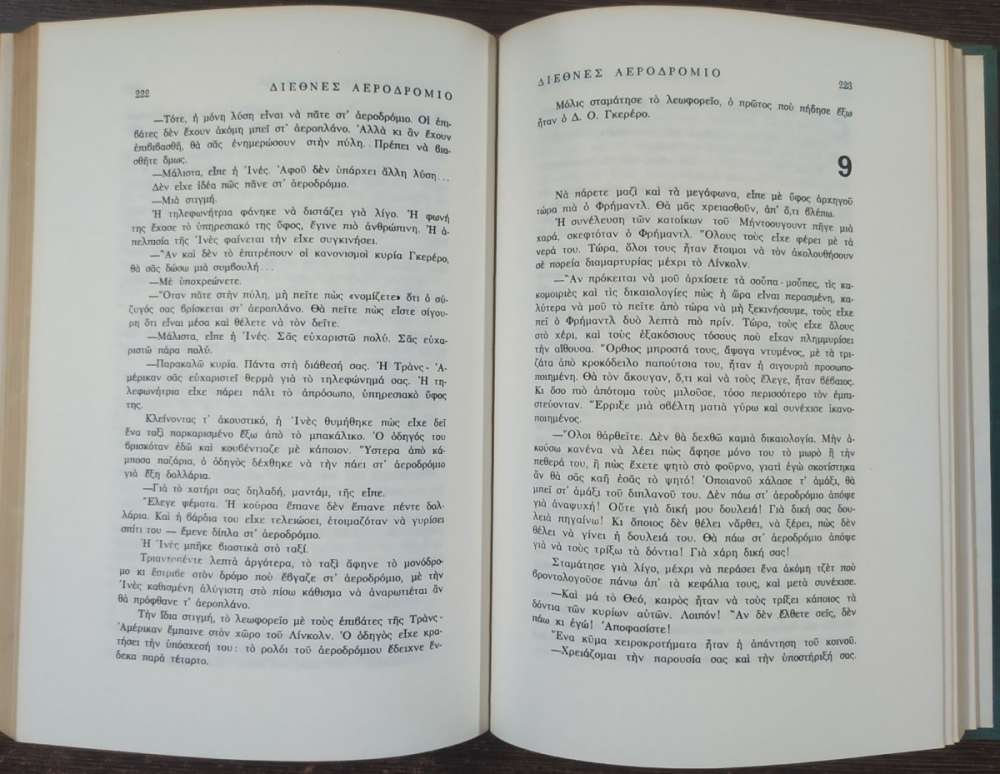 222
ΔΙΕΘΝΕΣ ΑΕΡΟΔΡΟΜΙΟ
—Τότε, ἡ μόνη λύση εἶναι νὰ πᾶτε στ' ἀεροδρόμιο. Οἱ ἐπι-
βάτες δὲν ἔχουν ἀκόμη μπεῖ στ' ἀεροπλάνο. Ἀλλὰ κι ἂν ἔχουν
ἐπιβιβασθῆ, θὰ σᾶς ἐνημερώσουν στὴν πύλη. Πρέπει νὰ βια-
σθῆτε ὅμως.
—Μάλιστα, εἶπε ἡ Ἰνές. Ἀφοῦ δὲν ὑπάρχει ἄλλη λύση...
Δὲν εἶχε ἰδέα πῶς πᾶνε στ' ἀεροδρόμιο.
—Μιὰ στιγμή.
Ἡ τηλεφωνήτρια φάνηκε νὰ διστάζει γιὰ λίγο. Ἡ φωνή
της ἔχασε τὸ ὑπηρεσιακό της ὕφος, ἔγινε πιὸ ἀνθρώπινη. Ἡ ἀ-
πελπισία τῆς Ἰνὲς φαίνεται τὴν εἶχε συγκινήσει.
—Ἂν καὶ δὲν τὸ ἐπιτρέπουν οἱ κανονισμοὶ κυρία Γκερέρο,
θὰ σᾶς δώσω μιὰ συμβουλή...
—Μὲ ὑποχρεώνετε.
—Ὅταν πᾶτε στὴν πύλη, μὴ πεῖτε πὼς «νομίζετε» ὅτι ὁ σύ-
ζυγός σας βρίσκεται στ' ἀεροπλάνο. Θὰ πεῖτε πὼς εἶστε σίγου-
ρη ὅτι εἶναι μέσα καὶ θέλετε νὰ τὸν δεῖτε.
—Μάλιστα, εἶπε ἡ Ἰνές. Σᾶς εὐχαριστῶ πολύ. Σᾶς εὐχα-
ριστῶ πάρα πολύ.
—Παρακαλῶ κυρία. Πάντα στὴ διάθεσή σας. Ἡ Τρὰνς-Ἀ-
μέρικαν σᾶς εὐχαριστεῖ θερμὰ γιὰ τὸ τηλεφώνημά σας. Ἡ τη-
λεφωνήτρια εἶχε πάρει πάλι τὸ ἀπρόσωπο, ὑπηρεσιακὸ ὕφος
της.
Κλείνοντας τ' ἀκουστικό, ἡ Ἰνὲς θυμήθηκε πὼς εἶχε δεῖ
ἕνα ταξὶ παρκαρισμένο ἔξω ἀπὸ τὸ μπακάλικο. Ὁ ὁδηγός του
βρισκόταν ἐδῶ καὶ κουβέντιαζε μὲ κάποιον. Ὕστερα ἀπὸ κά-
μποσα παζάρια, ὁ ὁδηγὸς δέχθηκε νὰ τὴν πάει στ' ἀεροδρόμιο
γιὰ ἕξη δολλάρια.
—Γιὰ τὸ χατήρι σας δηλαδή, μαντάμ, τῆς εἶπε.
Ἔλεγε ψέματα. Ἡ κούρσα ἔπιανε δὲν ἔπιανε πέντε δολ-
λάρια. Καὶ ἡ βάρδια του εἶχε τελειώσει, ἑτοιμαζόταν νὰ γυρίσει
σπίτι του — ἔμενε δίπλα στ' ἀεροδρόμιο.
Ἡ Ἰνὲς μπῆκε βιαστικὰ στὸ ταξί.
Τριανταπέντε λεπτὰ ἀργότερα, τὸ ταξὶ ἄφηνε τὸ μονόδρο-
μο κι ἔστριβε στὸν δρόμο ποὺ ἔβγαζε στ' ἀεροδρόμιο, μὲ τὴν
Ἰνὲς καθισμένη ἀλύγιστη στὸ πίσω κάθισμα νὰ ἀναρωτιέται ἂν
θὰ πρόφθανε τ' ἀεροπλάνο.
Τὴν ἴδια στιγμή, τὸ λεωφορεῖο μὲ τοὺς ἐπιβάτες τῆς Τρὰνς-
Ἀμέρικαν ἔμπαινε στὸν χῶρο τοῦ Λίνκολν. Ὁ ὁδηγὸς εἶχε κρα-
τήσει τὴν ὑπόσχεσή του: τὸ ρολόι τοῦ ἀεροδρόμιου ἔδειχνε ἕν-
δεκα παρὰ τέταρτο.
ΔΙΕΘΝΕΣ ΑΕΡΟΔΡΟΜΙΟ
223
Μόλις σταμάτησε τὸ λεωφορεῖο, ὁ πρῶτος ποὺ πήδησε ἔξω
ἦταν ὁ Δ. Ο. Γκερέρο.
9
Νὰ πάρετε μαζὶ καὶ τὰ μεγάφωνα, εἶπε μὲ ὕφος ἀρχηγοῦ
τώρα πιὰ ὁ Φρήμαντλ. Θὰ μᾶς χρειασθοῦν, ἀπ' ὅ,τι βλέπω.
Ἡ συνέλευση τῶν κατοίκων τοῦ Μήντοουγουντ πῆγε μιὰ
χαρά, σκεφτόταν ὁ Φρήμαντλ. Ὅλους τοὺς εἶχε φέρει μὲ τὰ
νερά του. Τώρα, ὅλοι τους ἦταν ἕτοιμοι νὰ τὸν ἀκολουθήσουν
σὲ πορεία διαμαρτυρίας μέχρι τὸ Λίνκολν.
—Ἂν πρόκειται νὰ μοῦ ἀρχίσετε τὰ σοῦπα-μοῦπες, τὶς κα-
κομοιριὲς καὶ τὶς δικαιολογίες πὼς ἡ ὥρα εἶναι περασμένη, κα-
λύτερα νὰ μοῦ τὸ πεῖτε ἀπὸ τώρα νὰ μὴ ξεκινήσουμε, τοὺς εἶχε
πεῖ ὁ Φρήμαντλ δυὸ λεπτὰ πιὸ πρίν. Τώρα, τοὺς εἶχε ὅλους
στὸ χέρι, καὶ τοὺς ἑξακόσιους τόσους ποὺ εἶχαν πλημμυρίσει
τὴν αἴθουσα. Ὄρθιος μπροστά τους, ἄψογα ντυμένος, μὲ τὰ τρι-
ζάτα ἀπὸ κροκόδειλο παπούτσια του, ἦταν ἡ σιγουριὰ προσωπο-
ποιημένη. Θὰ τὸν ἄκουγαν, ὅ,τι καὶ νὰ τοὺς ἔλεγε, ἦταν βέβαιος.
Κι ὅσο πιὸ ἀπότομα τοὺς μιλοῦσε, τόσο περισσότερο τὸν ἐμπι-
στεύονταν. Ἔρριξε μιὰ σβέλτη ματιὰ γύρω καὶ συνέχισε ἱκανο-
ποιημένος.
—Ὅλοι θἄρθεῖτε. Δὲν θὰ δεχθῶ καμιὰ δικαιολογία. Μὴν ἀ-
κούσω κανένα νὰ λέει πὼς ἄφησε μόνο του τὸ μωρὸ ἢ τὴν
πεθερά του, ἢ πὼς ἔχετε ψητὸ στὸ φοῦρνο, γιατὶ ἐγὼ σκοτίστηκα
ἂν θὰ σᾶς καῆ ἐσᾶς τὸ ψητό! Ὁποιανοῦ χάλασε τ' ἁμάξι, θὰ
μπεῖ στ' ἁμάξι τοῦ διπλανοῦ του. Δὲν πάω στ' ἀεροδρόμιο ἀπόψε
γιὰ ἀναψυχή! Οὔτε γιὰ δική μου δουλειά! Γιὰ δική σας δου-
λειὰ πηγαίνω! Κι ὅποιος δὲν θέλει νἄρθει, νὰ ξέρει, πὼς δὲν
θέλει νὰ γίνει ἡ δουλειά του. Θὰ πάω στ' ἀεροδρόμιο ἀπόψε
γιὰ νὰ τοὺς τρίξω τὰ δόντια! Γιὰ χάρη δική σας!
Σταμάτησε γιὰ λίγο, μέχρι νὰ περάσει ἕνα ἀκόμη τζὲτ ποὺ
βροντολογοῦσε πάνω ἀπ' τὰ κεφάλια τους, καὶ μετὰ συνέχισε.
—Καὶ μὰ τὸ Θεό, καιρὸς ἦταν νὰ τοὺς τρίξει κάποιος τὰ
δόντια τῶν κυρίων αὐτῶν. Λοιπόν! Ἂν δὲν ἔλθετε σεῖς, δὲν
πάω κι ἐγώ! Ἀποφασίστε!
Ἕνα κῦμα χειροκροτήματα ἦταν ἡ ἀπάντηση τοῦ κοινοῦ.
—Χρειάζομαι τὴν παρουσία σας καὶ τὴν ὑποστήριξή σας.